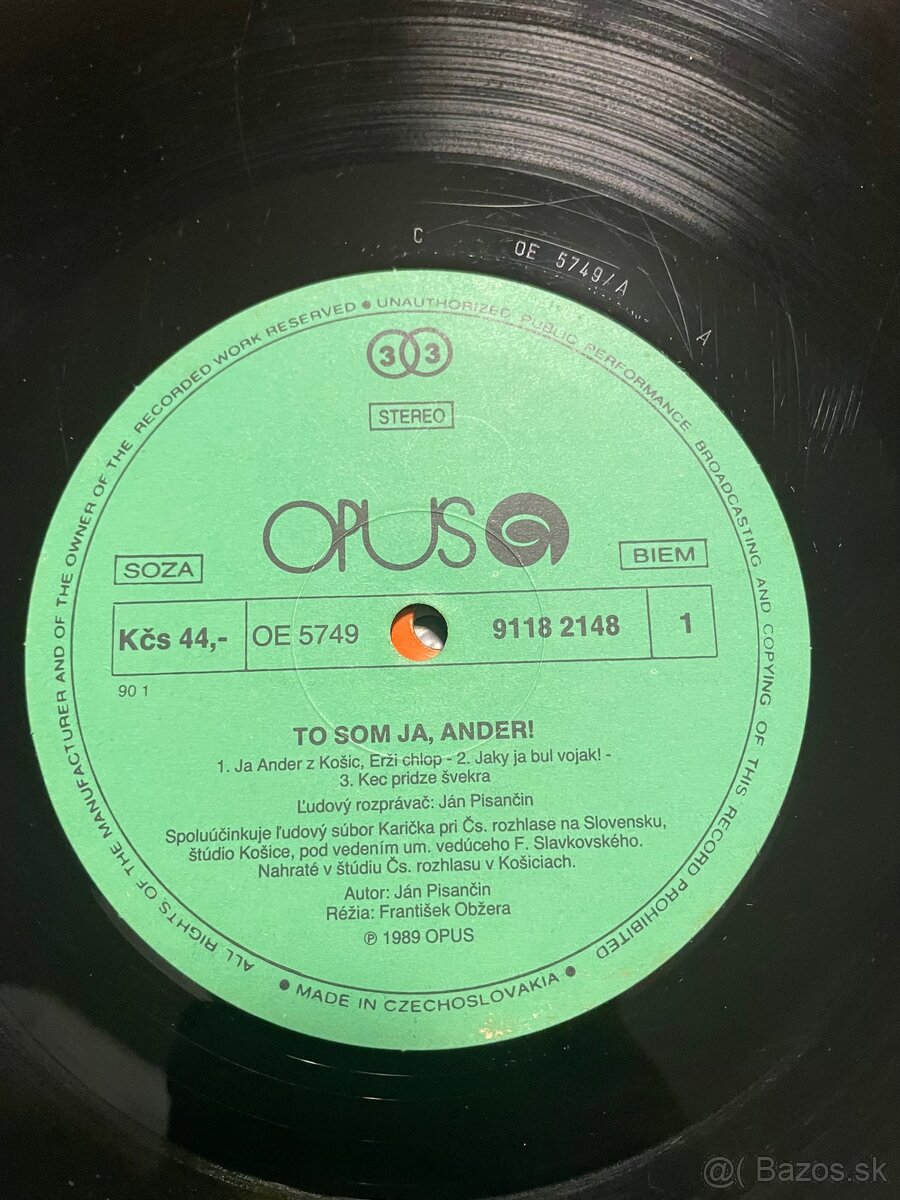 C OE 5749/A
A
ALL RIGHTS OF THE MANUFACTURER AND OF THE OWNER OF THE RECORDED WORK RESERVED ● UNAUTHORIZED PUBLIC PERFORMANCE BROADCASTING AND COPYING OF THIS RECORD PROHIBITED
33
STEREO
OPUS
SOZA BIEM
Kčs 44,- OE 5749 9118 2148 1
90 1
TO SOM JA, ANDER!
1. Ja Ander z Košic, Erži chlop - 2. Jaky ja bul vojak! -
3. Kec pridze švekra
Ľudový rozprávač: Ján Pisančin
Spoluúčinkuje ľudový súbor Karička pri Čs. rozhlase na Slovensku,
štúdio Košice, pod vedením um. vedúceho F. Slavkovského.
Nahraté v štúdiu Čs. rozhlasu v Košiciach.
Autor: Ján Pisančin
Réžia: František Obžera
℗ 1989 OPUS
● MADE IN CZECHOSLOVAKIA ●
@( Bazos.sk